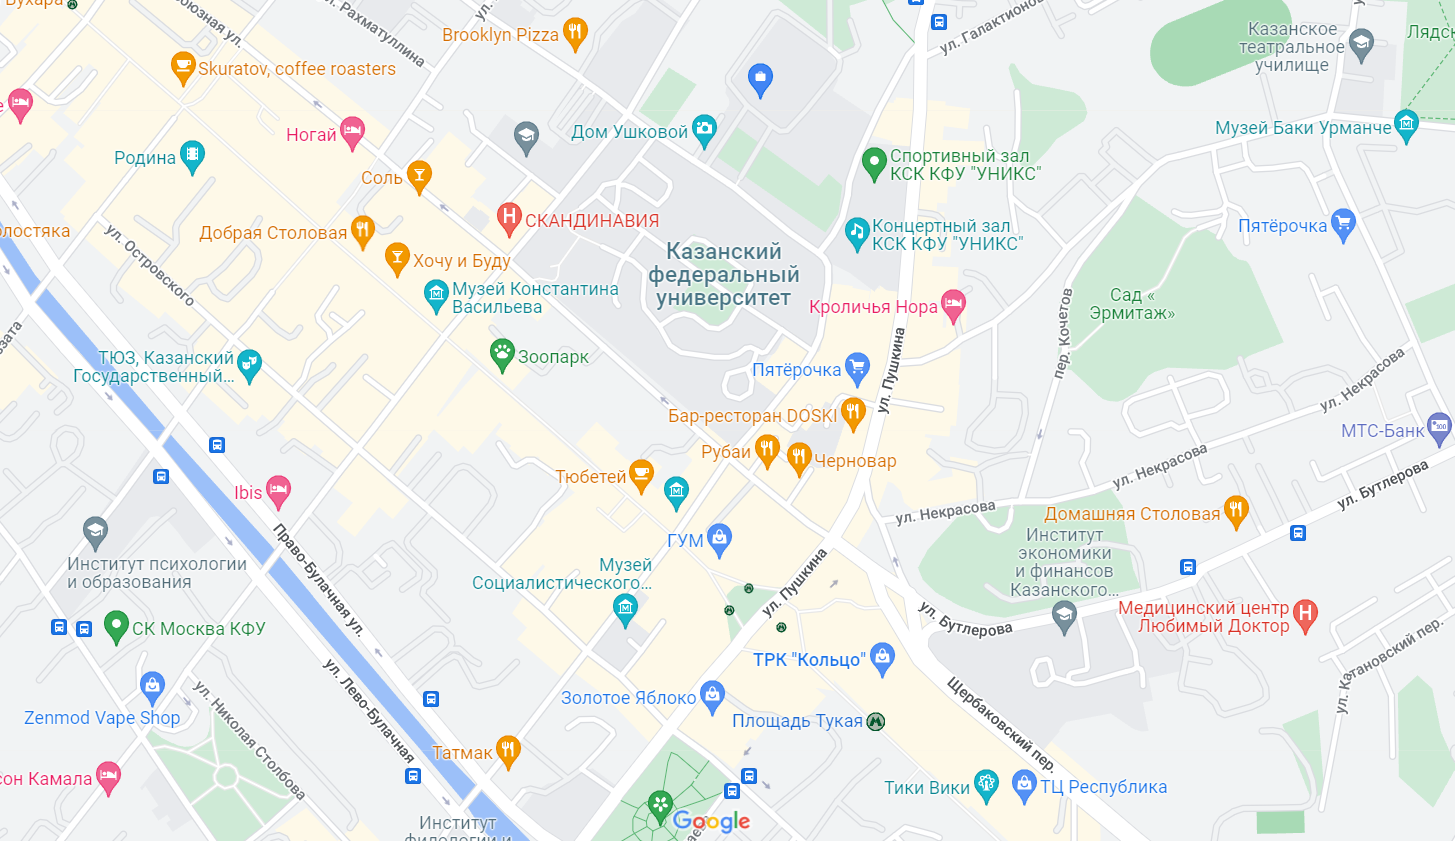 Бухара
ул. Рахматуллина
ул.
Brooklyn Pizza
ул. Галактионов
Казанское
театральное
училище
Лядск
Skuratov, coffee roasters
Ногай
Дом Ушковой
Музей Баки Урманче
Родина
Спортивный зал
КСК КФУ "УНИКС"
Соль
СКАНДИНАВИЯ
Добрая Столовая
Концертный зал
КСК КФУ "УНИКС"
Пятёрочка
ул. Островского
Хочу и Буду
Казанский
федеральный
университет
Музей Константина
Васильева
Кроличья Нора
Сад «
Эрмитаж»
пер. Кочетов
ТЮЗ, Казанский
Государственный...
Зоопарк
Пятёрочка
ул. Пушкина
ул. Некрасова
Бар-ресторан DOSKI
МТС-Банк
Рубаи
Черновар
ул. Некрасова
ул. Бутлерова
Тюбетей
Ibis
ул. Некрасова
Домашняя Столовая
ГУМ
Институт
экономики
и финансов
Казанского...
Право-Булачная ул.
Институт психологии
и образования
Музей
Социалистического...
ул. Пушкина
ул. Бутлерова
Медицинский центр
Любимый Доктор
СК Москва КФУ
ТРК "Кольцо"
Золотое Яблоко
Площадь Тукая
ул. Лево-Булачная
Щербаковский пер.
Zenmod Vape Shop
ул. Николая Столбова
Татмак
сон Камала
Тики Вики
ТЦ Республика
Google
Институт